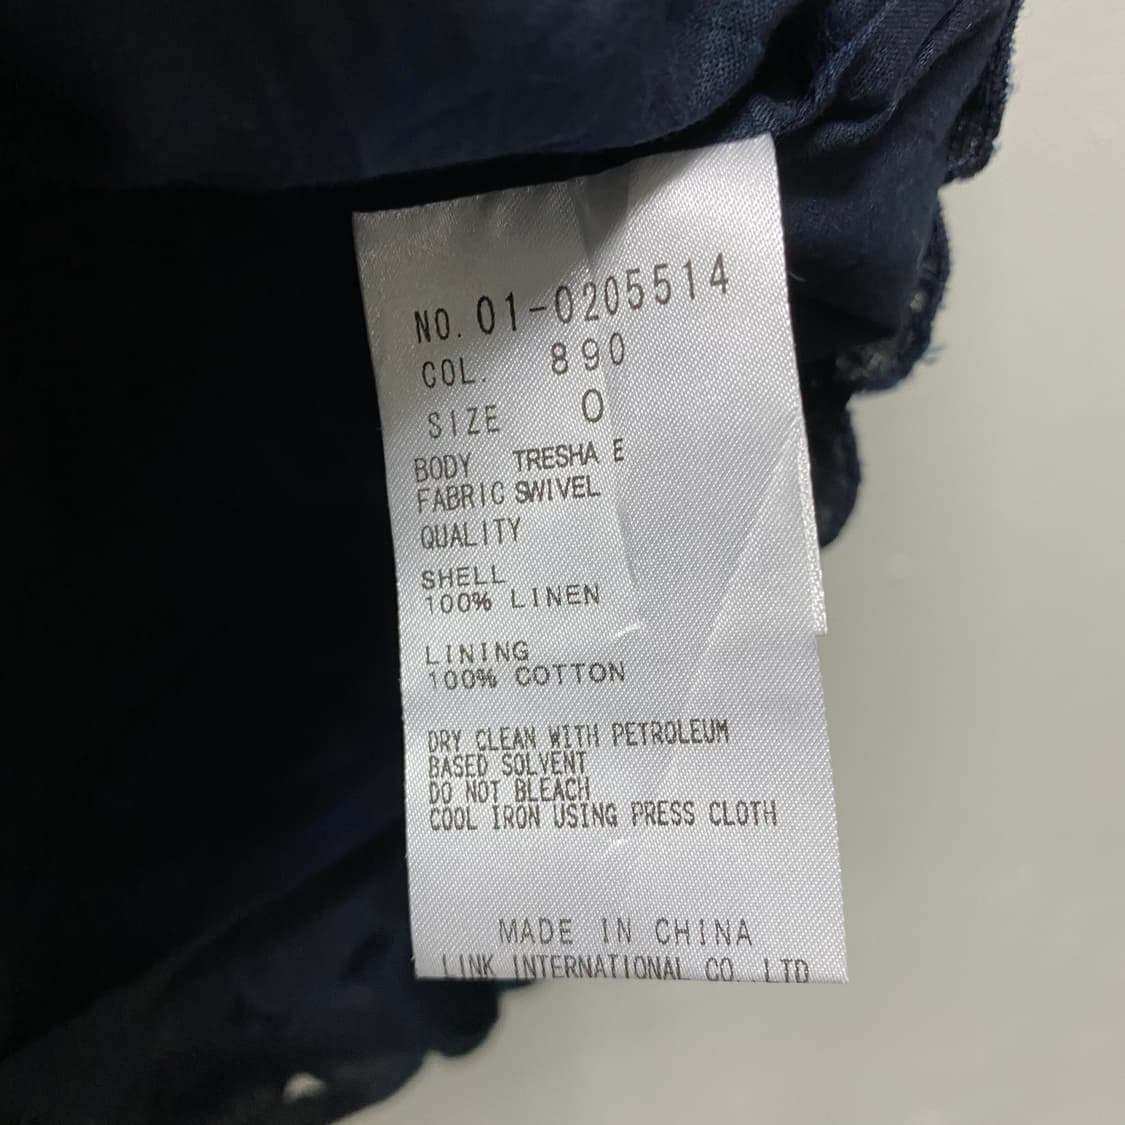 NO. 01-0205514
COL. 890
SIZE 0
BODY TRESHA E
FABRIC SWIVEL
QUALITY
SHELL
100% LINEN
LINING
100% COTTON
DRY CLEAN WITH PETROLEUM
BASED SOLVENT
DO NOT BLEACH
COOL IRON USING PRESS CLOTH
MADE IN CHINA
LINK INTERNATIONAL CO. LTD